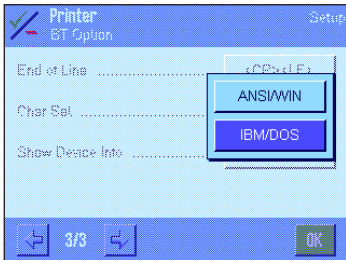 Printer
Setup
BT Option
End of Line .................... <CR><LF>
Char Set ....................
ANSI/WIN
IBM/DOS
Show Device Info ....................
3/3
OK